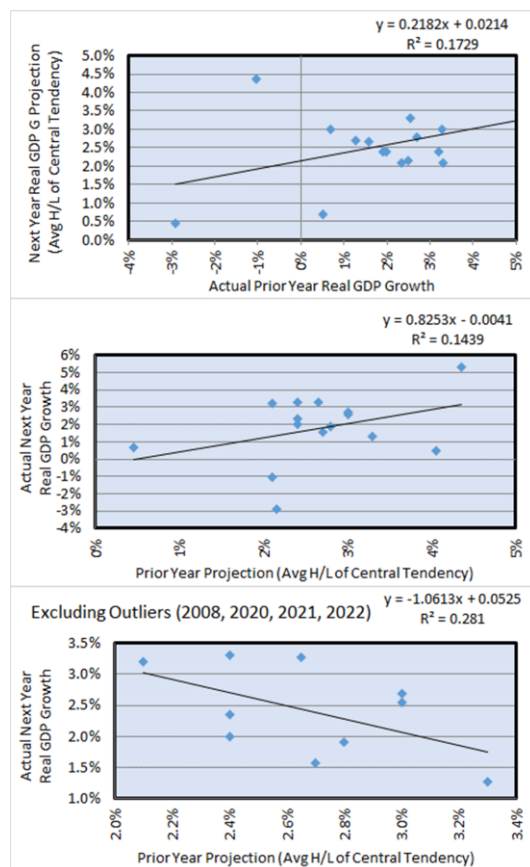 y = 0.2182x + 0.0214
R² = 0.1729
Next Year Real GDP G Projection
(Avg H/L of Central Tendency)
5.0%
4.5%
4.0%
3.5%
3.0%
2.5%
2.0%
1.5%
1.0%
0.5%
0.0%
-4% -3% -2% -1% 0% 1% 2% 3% 4% 5%
Actual Prior Year Real GDP Growth
y = 0.8253x - 0.0041
R² = 0.1439
Actual Next Year
Real GDP Growth
6%
5%
4%
3%
2%
1%
0%
-1%
-2%
-3%
-4%
0% 1% 2% 3% 4% 5%
Prior Year Projection (Avg H/L of Central Tendency)
Excluding Outliers (2008, 2020, 2021, 2022)
y = -1.0613x + 0.0525
R² = 0.281
Actual Next Year
Real GDP Growth
3.5%
3.0%
2.5%
2.0%
1.5%
1.0%
2.0% 2.2% 2.4% 2.6% 2.8% 3.0% 3.2% 3.4%
Prior Year Projection (Avg H/L of Central Tendency)